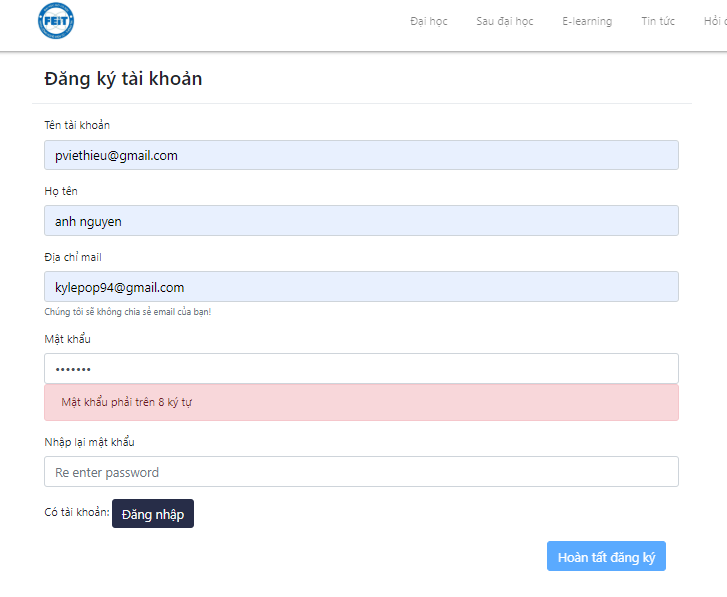 FEiT
Đại học Sau đại học E-learning Tin tức Hỏi
Đăng ký tài khoản
Tên tài khoản
pviethieu@gmail.com
Họ tên
anh nguyen
Địa chỉ mail
kylepop94@gmail.com
Chúng tôi sẽ không chia sẻ email của bạn!
Mật khẩu
•••••••
Mật khẩu phải trên 8 ký tự
Nhập lại mật khẩu
Re enter password
Có tài khoản: Đăng nhập
Hoàn tất đăng ký